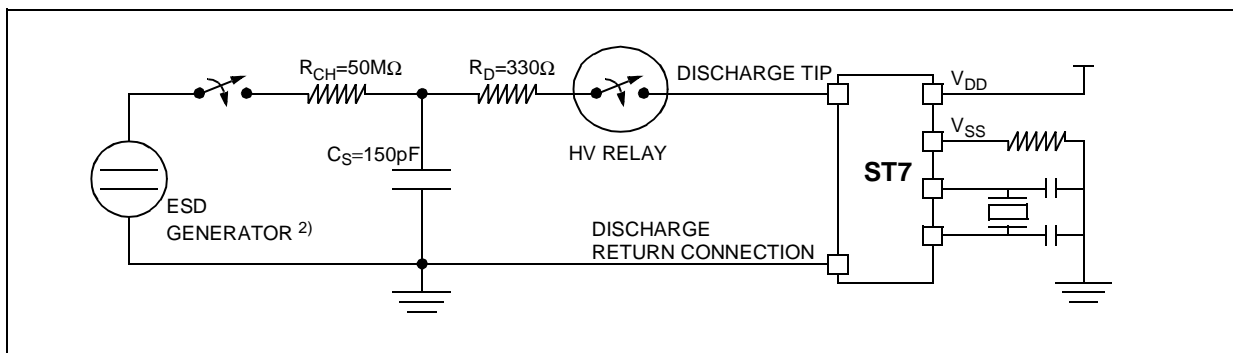 R_CH=50MΩ
R_D=330Ω
DISCHARGE TIP
V_DD
V_SS
C_S=150pF
HV RELAY
ST7
ESD
GENERATOR 2)
DISCHARGE
RETURN CONNECTION